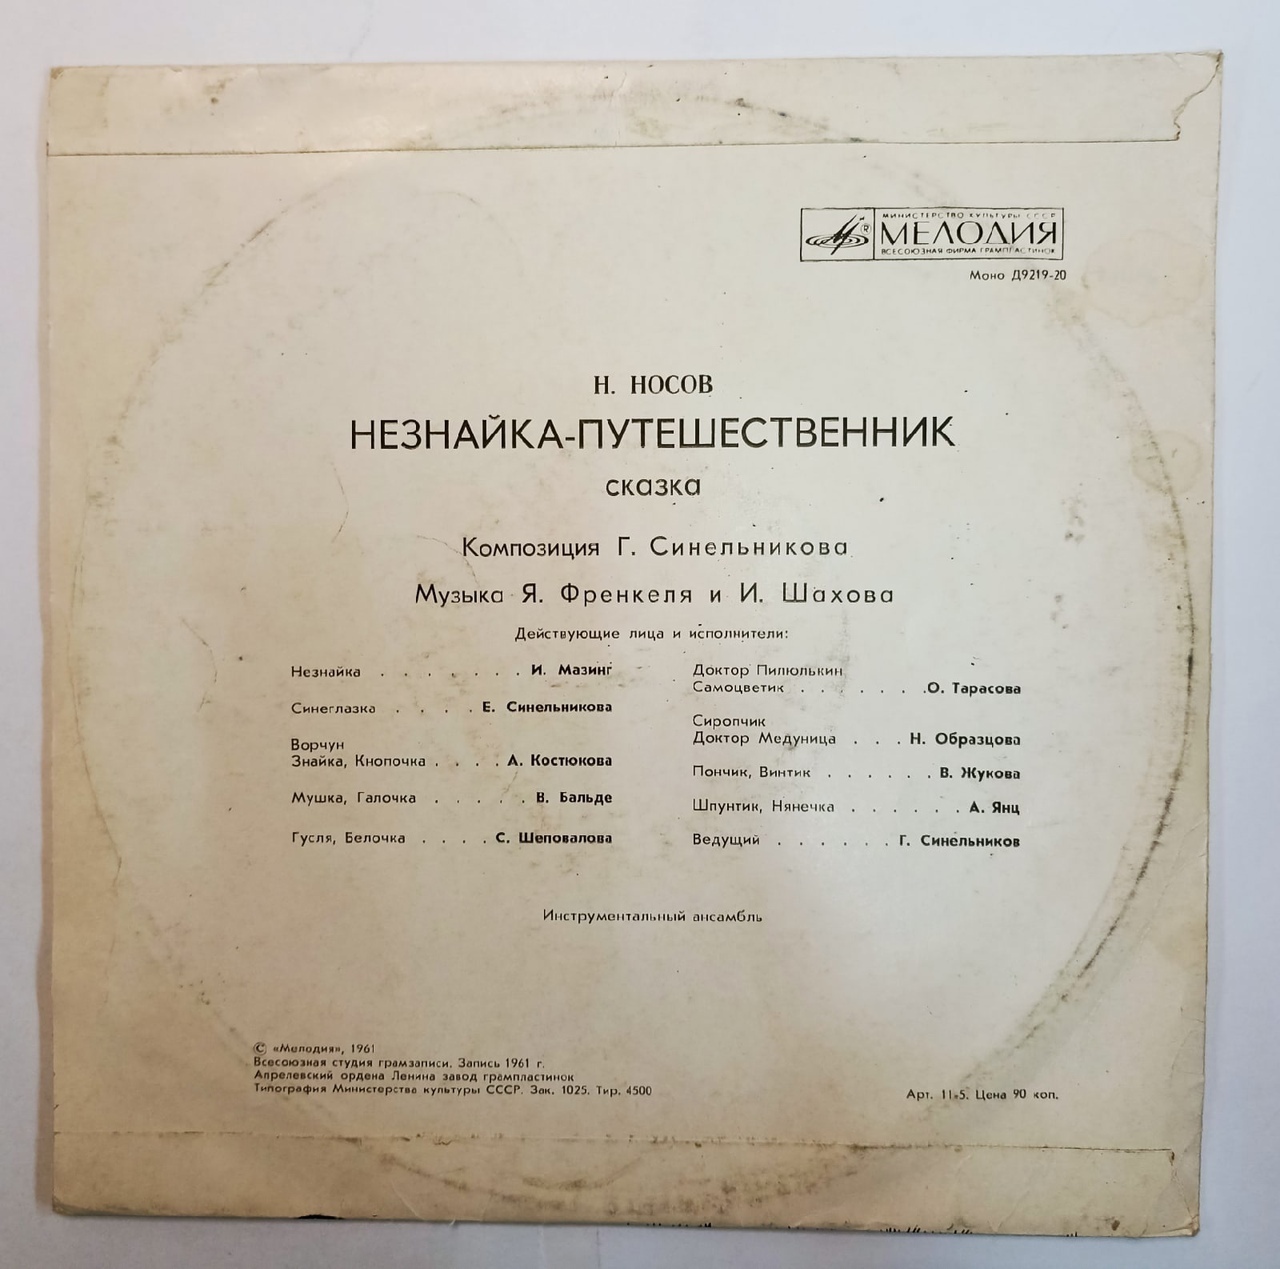 МИНИСТЕРСТВО КУЛЬТУРЫ СССР
МЕЛОДИЯ
ВСЕСОЮЗНАЯ ФИРМА ГРАМПЛАСТИНОК
Моно Д9219-20
Н. НОСОВ
НЕЗНАЙКА-ПУТЕШЕСТВЕННИК
сказка
Композиция Г. Синельникова
Музыка Я. Френкеля и И. Шахова
Действующие лица и исполнители:
Незнайка . . . . . . . И. Мазинг
Синеглазка . . . . Е. Синельникова
Ворчун
Знайка, Кнопочка . . . . А. Костюкова
Мушка, Галочка . . . . . В. Бальде
Гусля, Белочка . . . . С. Шеповалова
Доктор Пилюлькин
Самоцветик . . . . . . . О. Тарасова
Сиропчик
Доктор Медуница . . . Н. Образцова
Пончик, Винтик . . . . . . В. Жукова
Шпунтик, Нянечка . . . . . . А. Янц
Ведущий . . . . . . Г. Синельников
Инструментальный ансамбль
© «Мелодия», 1961
Всесоюзная студия грамзаписи. Запись 1961 г.
Апрелевский ордена Ленина завод грампластинок
Типография Министерства культуры СССР. Зак. 1025. Тир. 4500
Арт. 11-5. Цена 90 коп.